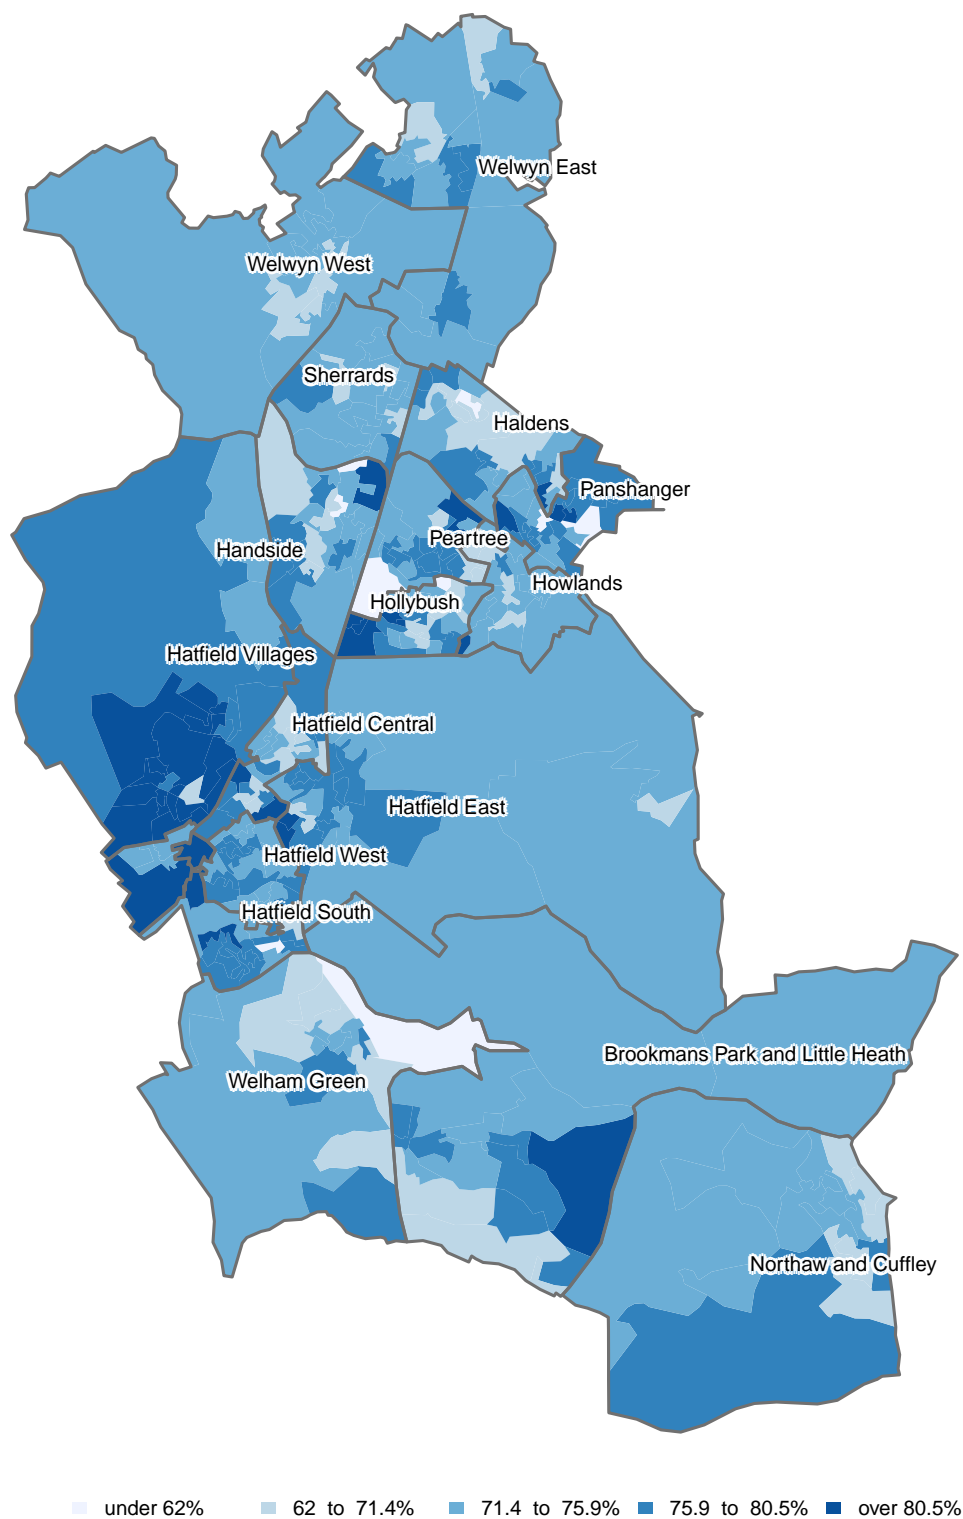 Welwyn East
Welwyn West
Sherrards
Haldens
Panshanger
Peartree
Handside
Howlands
Hollybush
Hatfield Villages
Hatfield Central
Hatfield East
Hatfield West
Hatfield South
Brookmans Park and Little Heath
Welham Green
Northaw and Cuffley
under 62% 62 to 71.4% 71.4 to 75.9% 75.9 to 80.5% over 80.5%